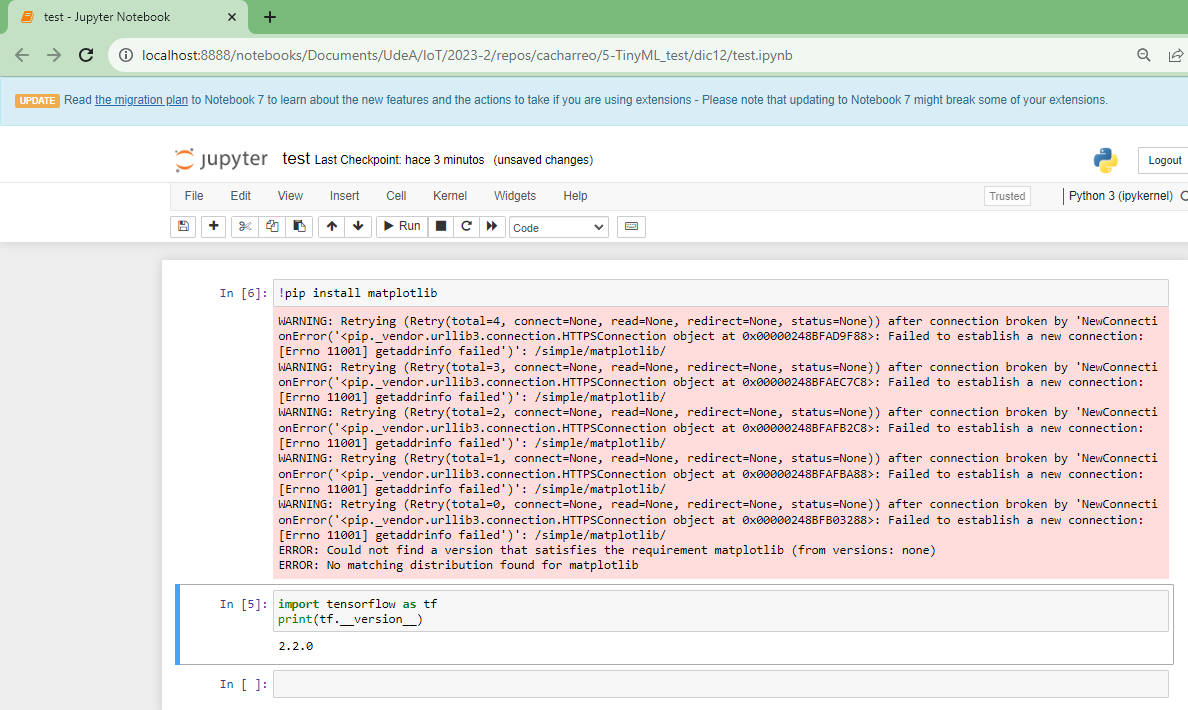 test - Jupyter Notebook
localhost:8888/notebooks/Documents/UdeA/IoT/2023-2/repos/cacharreo/5-TinyML_test/dic12/test.ipynb
UPDATE Read the migration plan to Notebook 7 to learn about the new features and the actions to take if you are using extensions - Please note that updating to Notebook 7 might break some of your extensions.
jupyter test Last Checkpoint: hace 3 minutos (unsaved changes) Logout
File Edit View Insert Cell Kernel Widgets Help Trusted Python 3 (ipykernel)
Run Code
In [6]: !pip install matplotlib
WARNING: Retrying (Retry(total=4, connect=None, read=None, redirect=None, status=None)) after connection broken by 'NewConnecti
onError('<pip._vendor.urllib3.connection.HTTPSConnection object at 0x00000248BFAD9F88>: Failed to establish a new connection:
[Errno 11001] getaddrinfo failed')': /simple/matplotlib/
WARNING: Retrying (Retry(total=3, connect=None, read=None, redirect=None, status=None)) after connection broken by 'NewConnecti
onError('<pip._vendor.urllib3.connection.HTTPSConnection object at 0x00000248BFAEC7C8>: Failed to establish a new connection:
[Errno 11001] getaddrinfo failed')': /simple/matplotlib/
WARNING: Retrying (Retry(total=2, connect=None, read=None, redirect=None, status=None)) after connection broken by 'NewConnecti
onError('<pip._vendor.urllib3.connection.HTTPSConnection object at 0x00000248BFAFB2C8>: Failed to establish a new connection:
[Errno 11001] getaddrinfo failed')': /simple/matplotlib/
WARNING: Retrying (Retry(total=1, connect=None, read=None, redirect=None, status=None)) after connection broken by 'NewConnecti
onError('<pip._vendor.urllib3.connection.HTTPSConnection object at 0x00000248BFAFBA88>: Failed to establish a new connection:
[Errno 11001] getaddrinfo failed')': /simple/matplotlib/
WARNING: Retrying (Retry(total=0, connect=None, read=None, redirect=None, status=None)) after connection broken by 'NewConnecti
onError('<pip._vendor.urllib3.connection.HTTPSConnection object at 0x00000248BFB03288>: Failed to establish a new connection:
[Errno 11001] getaddrinfo failed')': /simple/matplotlib/
ERROR: Could not find a version that satisfies the requirement matplotlib (from versions: none)
ERROR: No matching distribution found for matplotlib
In [5]: import tensorflow as tf
print(tf.__version__)
2.2.0
In [ ]: